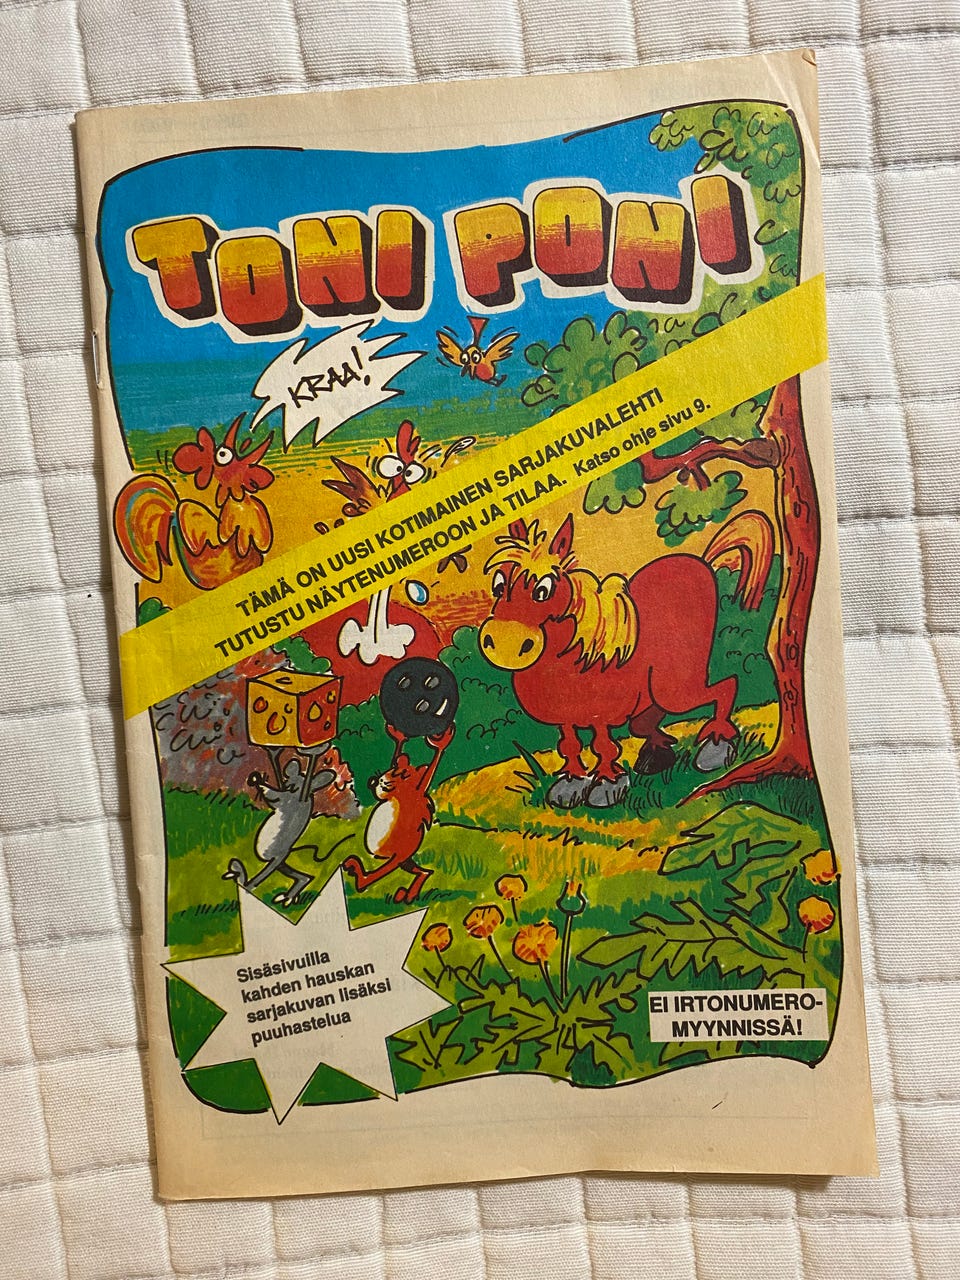 TONI PONI
KRAA!
TÄMÄ ON UUSI KOTIMAINEN SARJAKUVALEHTI
TUTUSTU NÄYTENUMEROON JA TILAA. Katso ohje sivu 9.
Sisäsivuilla
kahden hauskan
sarjakuvan lisäksi
puuhastelua
EI IRTONUMERO-
MYYNNISSÄ!